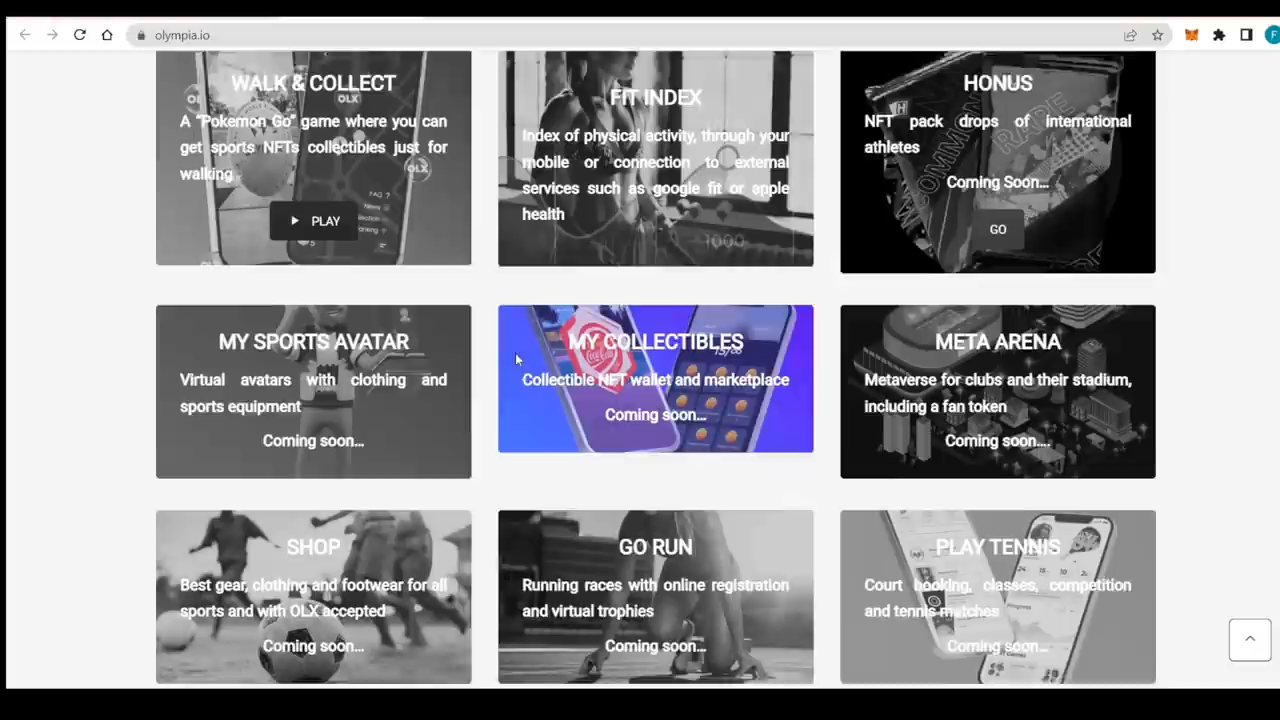 olympia.io
F
WALK & COLLECT
A "Pokemon Go" game where you can
get sports NFTs collectibles just for
walking
OLX
OLX
FAQ ?
PLAY
FIT INDEX
Index of physical activity, through your
mobile or connection to external
services such as google fit or apple
health
1000
HONUS
NFT pack drops of international
athletes
COMMON
RARE
Coming Soon...
GO
MY SPORTS AVATAR
Virtual avatars with clothing and
sports equipment
Coming soon...
MY COLLECTIBLES
Collectible NFT wallet and marketplace
Coming soon...
META ARENA
Metaverse for clubs and their stadium,
including a fan token
Coming soon....
SHOP
Best gear, clothing and footwear for all
sports and with OLX accepted
Coming soon...
GO RUN
Running races with online registration
and virtual trophies
Coming soon...
PLAY TENNIS
Court booking, classes, competition
and tennis matches
Coming soon...